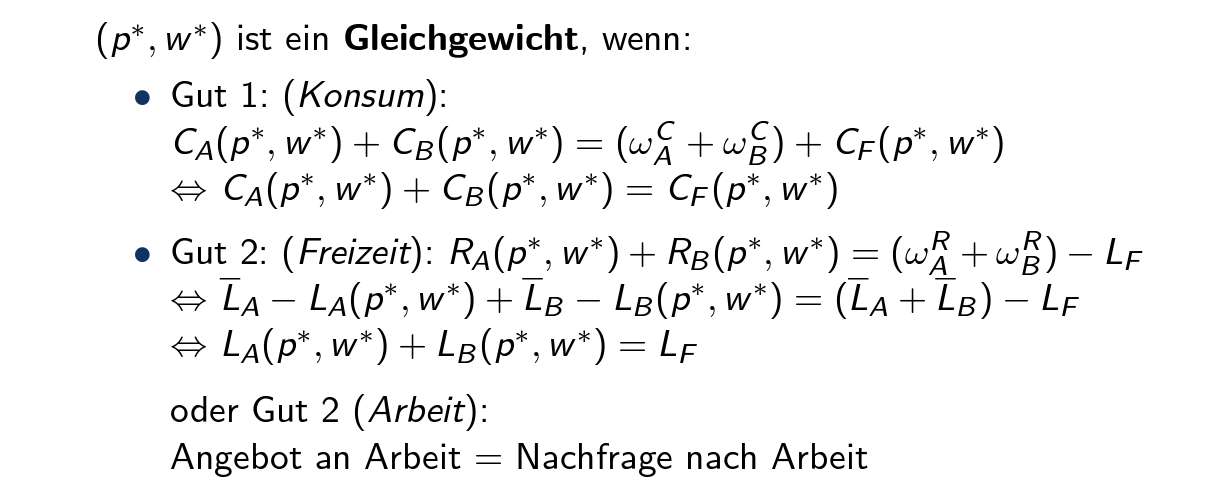 (p*, w*) ist ein Gleichgewicht, wenn:
• Gut 1: (Konsum):
C_A(p*, w*) + C_B(p*, w*) = (ω_A^C + ω_B^C) + C_F(p*, w*)
⇔ C_A(p*, w*) + C_B(p*, w*) = C_F(p*, w*)
• Gut 2: (Freizeit): R_A(p*, w*) + R_B(p*, w*) = (ω_A^R + ω_B^R) − L_F
⇔ L̅_A − L_A(p*, w*) + L̅_B − L_B(p*, w*) = (L̅_A + L̅_B) − L_F
⇔ L_A(p*, w*) + L_B(p*, w*) = L_F
oder Gut 2 (Arbeit):
Angebot an Arbeit = Nachfrage nach Arbeit